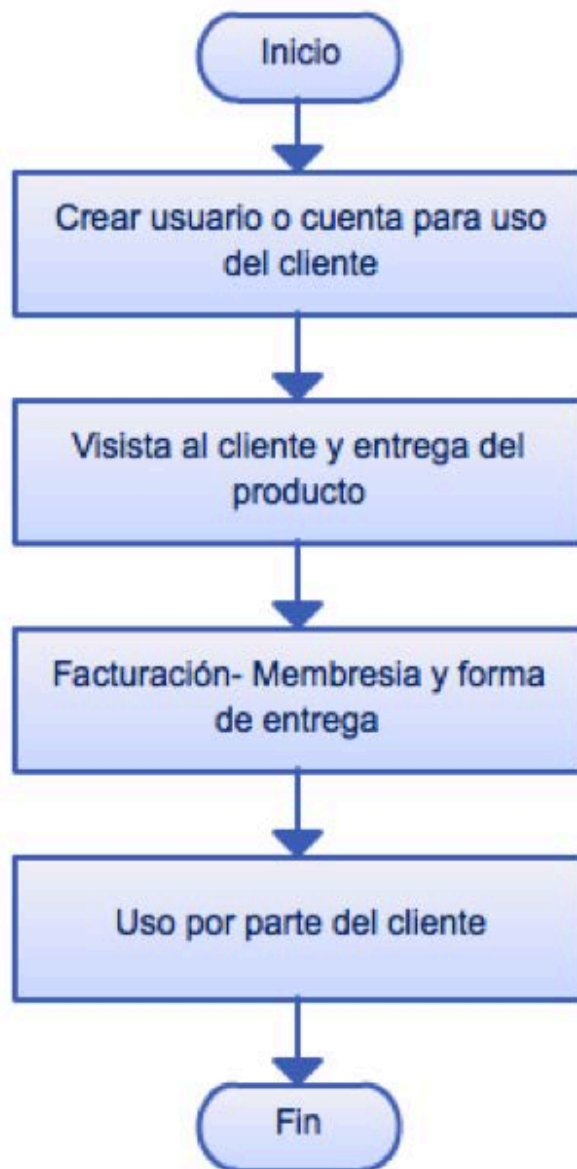 Inicio
Crear usuario o cuenta para uso
del cliente
Visista al cliente y entrega del
producto
Facturación- Membresia y forma
de entrega
Uso por parte del cliente
Fin